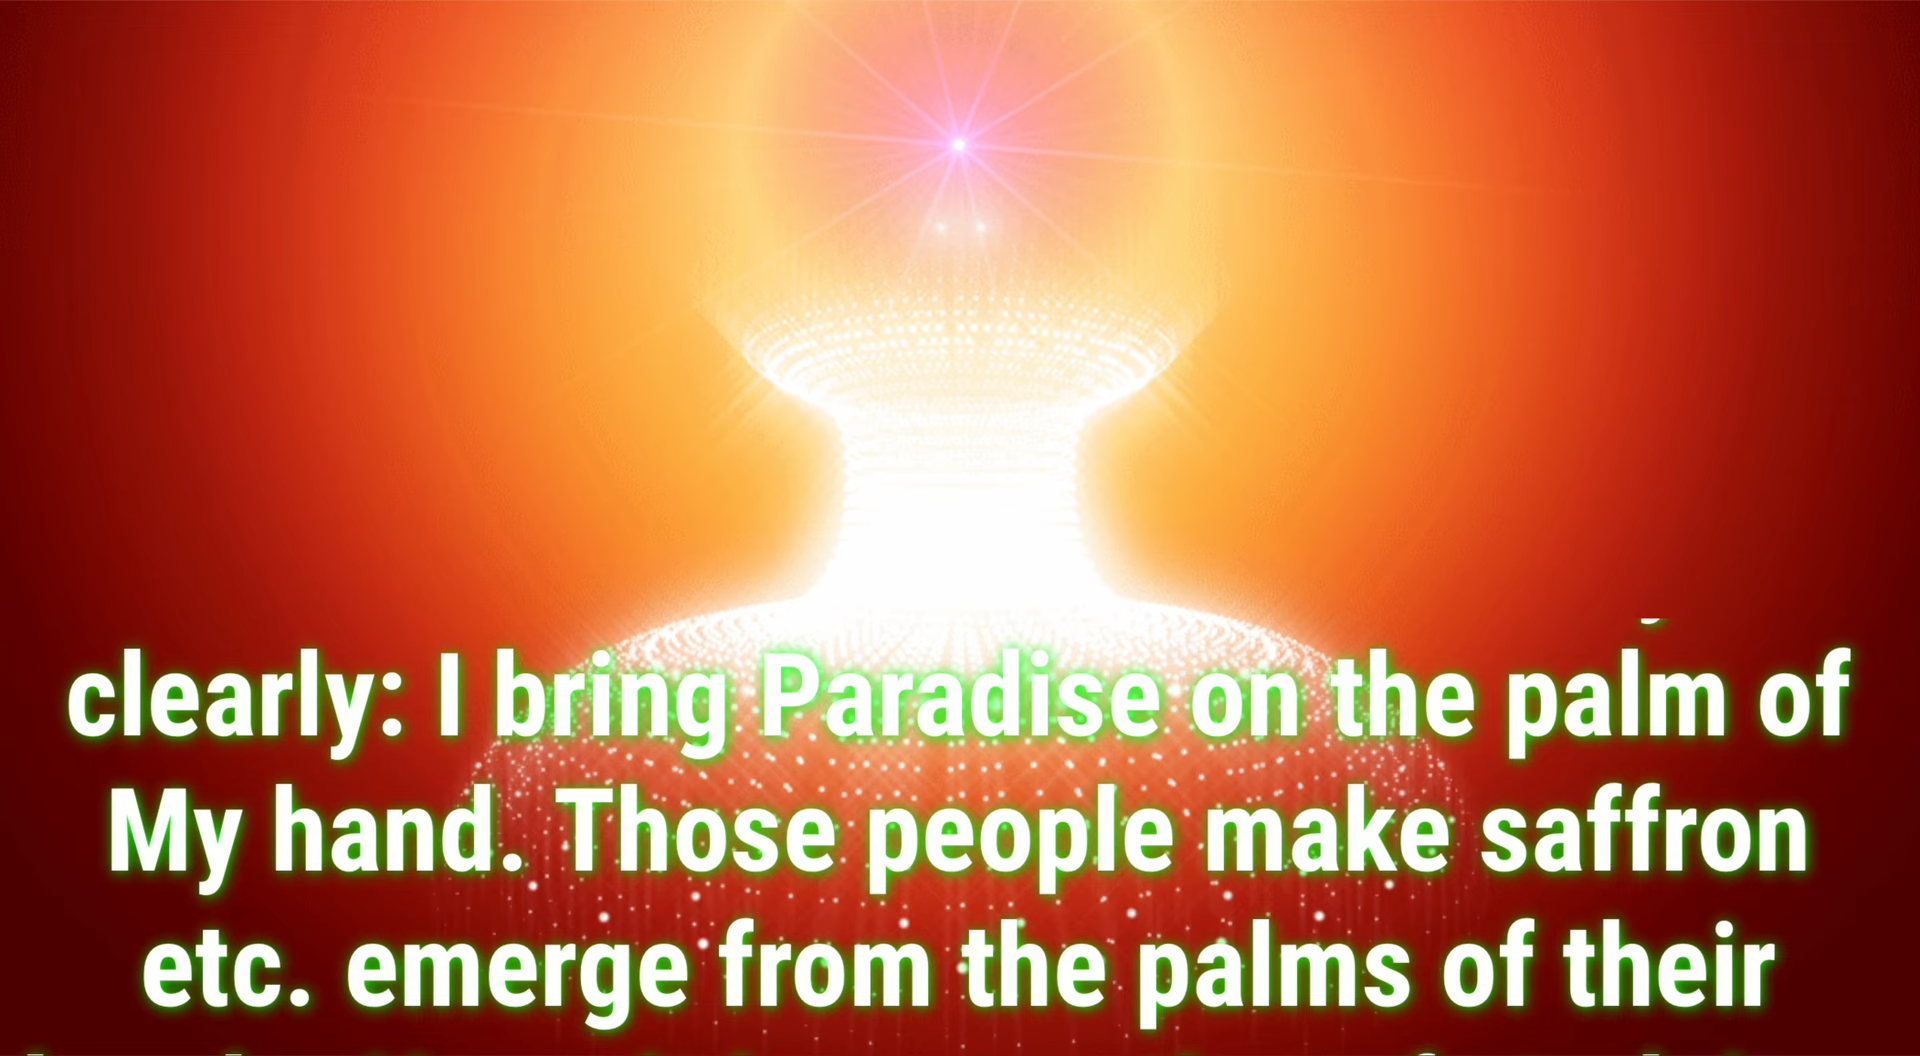 clearly: I bring Paradise on the palm of
My hand. Those people make saffron
etc. emerge from the palms of their